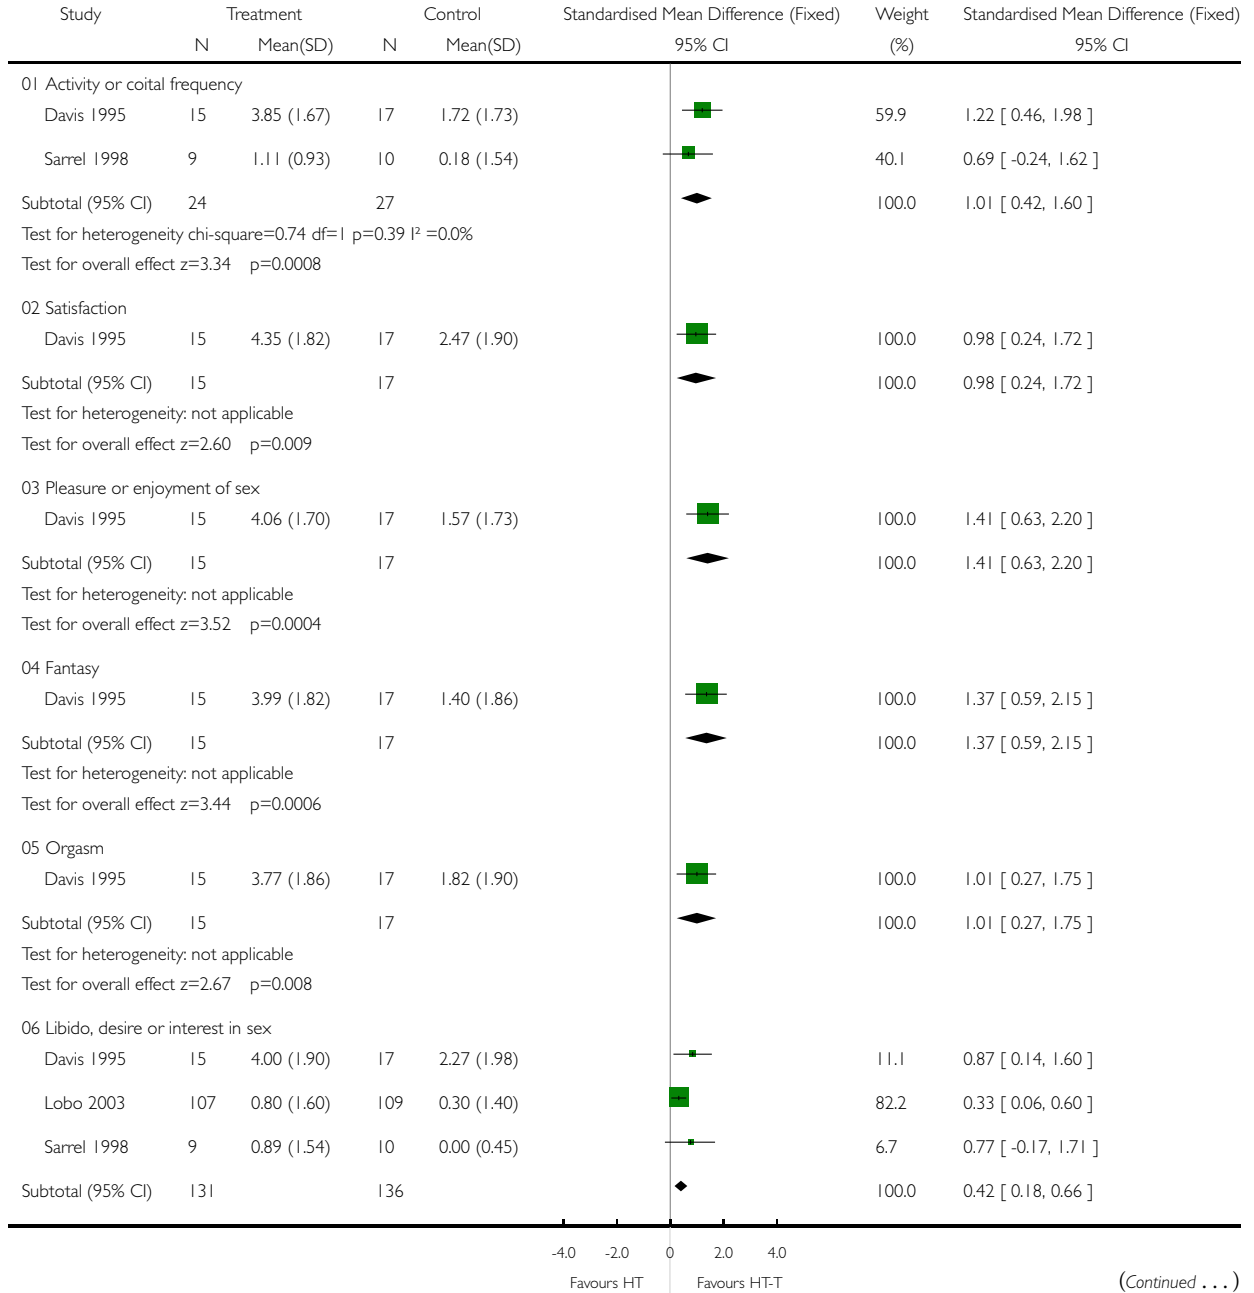 Study Treatment Control Standardised Mean Difference (Fixed) Weight Standardised Mean Difference (Fixed)
N Mean(SD) N Mean(SD) 95% CI (%) 95% CI
01 Activity or coital frequency
Davis 1995 15 3.85 (1.67) 17 1.72 (1.73) 59.9 1.22 [ 0.46, 1.98 ]
Sarrel 1998 9 1.11 (0.93) 10 0.18 (1.54) 40.1 0.69 [ -0.24, 1.62 ]
Subtotal (95% CI) 24 27 100.0 1.01 [ 0.42, 1.60 ]
Test for heterogeneity chi-square=0.74 df=1 p=0.39 I² =0.0%
Test for overall effect z=3.34 p=0.0008
02 Satisfaction
Davis 1995 15 4.35 (1.82) 17 2.47 (1.90) 100.0 0.98 [ 0.24, 1.72 ]
Subtotal (95% CI) 15 17 100.0 0.98 [ 0.24, 1.72 ]
Test for heterogeneity: not applicable
Test for overall effect z=2.60 p=0.009
03 Pleasure or enjoyment of sex
Davis 1995 15 4.06 (1.70) 17 1.57 (1.73) 100.0 1.41 [ 0.63, 2.20 ]
Subtotal (95% CI) 15 17 100.0 1.41 [ 0.63, 2.20 ]
Test for heterogeneity: not applicable
Test for overall effect z=3.52 p=0.0004
04 Fantasy
Davis 1995 15 3.99 (1.82) 17 1.40 (1.86) 100.0 1.37 [ 0.59, 2.15 ]
Subtotal (95% CI) 15 17 100.0 1.37 [ 0.59, 2.15 ]
Test for heterogeneity: not applicable
Test for overall effect z=3.44 p=0.0006
05 Orgasm
Davis 1995 15 3.77 (1.86) 17 1.82 (1.90) 100.0 1.01 [ 0.27, 1.75 ]
Subtotal (95% CI) 15 17 100.0 1.01 [ 0.27, 1.75 ]
Test for heterogeneity: not applicable
Test for overall effect z=2.67 p=0.008
06 Libido, desire or interest in sex
Davis 1995 15 4.00 (1.90) 17 2.27 (1.98) 11.1 0.87 [ 0.14, 1.60 ]
Lobo 2003 107 0.80 (1.60) 109 0.30 (1.40) 82.2 0.33 [ 0.06, 0.60 ]
Sarrel 1998 9 0.89 (1.54) 10 0.00 (0.45) 6.7 0.77 [ -0.17, 1.71 ]
Subtotal (95% CI) 131 136 100.0 0.42 [ 0.18, 0.66 ]
-4.0 -2.0 0 2.0 4.0
Favours HT Favours HT-T (Continued . . . )